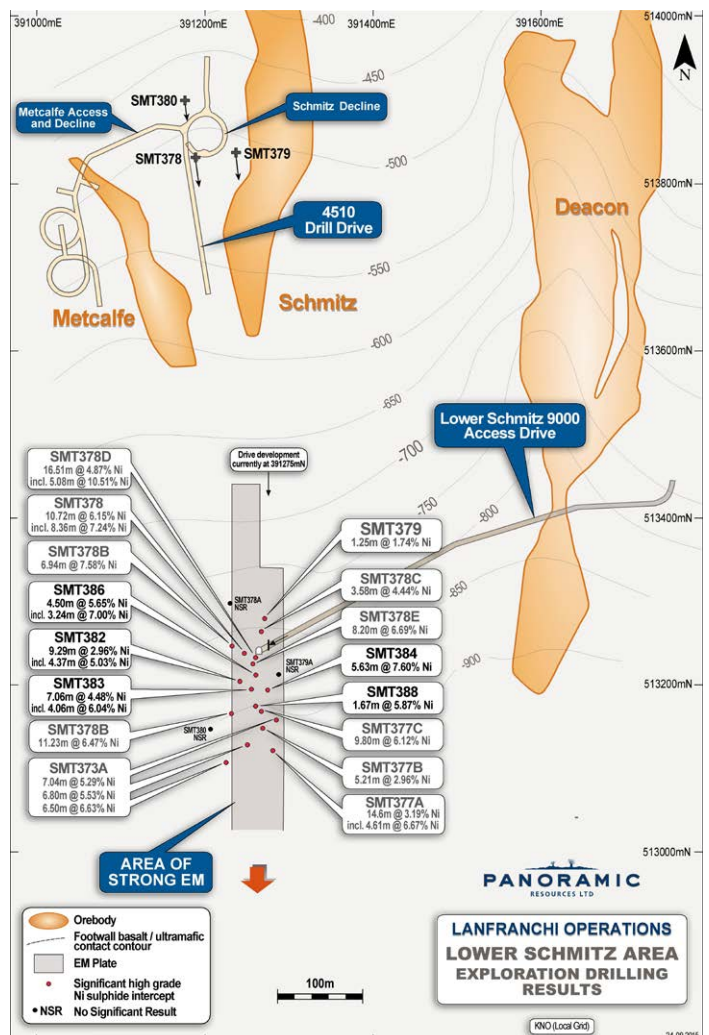 391000mE
391200mE
391400mE
391600mE
514000mN
-400
-450
N
SMT380
Metcalfe Access
and Decline
Schmitz Decline
SMT378
SMT379
-500
513800mN
4510
Drill Drive
Deacon
-550
Metcalfe
Schmitz
-600
513600mN
-650
Lower Schmitz 9000
Access Drive
-700
SMT378D
16.51m @ 4.87% Ni
incl. 5.08m @ 10.51% Ni
Drive development
currently at 391275mN
-750
-800
513400mN
SMT378
10.72m @ 6.15% Ni
incl. 8.36m @ 7.24% Ni
SMT379
1.25m @ 1.74% Ni
SMT378B
6.94m @ 7.58% Ni
SMT378C
3.58m @ 4.44% Ni
SMT378A
NSR
-850
SMT386
4.50m @ 5.65% Ni
incl. 3.24m @ 7.00% Ni
SMT378E
8.20m @ 6.69% Ni
SMT382
9.29m @ 2.96% Ni
incl. 4.37m @ 5.03% Ni
SMT384
5.63m @ 7.60% Ni
SMT379A
NSR
-900
513200mN
SMT383
7.06m @ 4.48% Ni
incl. 4.06m @ 6.04% Ni
SMT388
1.67m @ 5.87% Ni
SMT378B
11.23m @ 6.47% Ni
SMT380
NSR
SMT377C
9.80m @ 6.12% Ni
SMT373A
7.04m @ 5.29% Ni
6.80m @ 5.53% Ni
6.50m @ 6.63% Ni
SMT377B
5.21m @ 2.96% Ni
SMT377A
14.6m @ 3.19% Ni
incl. 4.61m @ 6.67% Ni
AREA OF
STRONG EM
513000mN
PANORAMIC
RESOURCES LTD
Orebody
Footwall basalt / ultramafic
contact contour
EM Plate
Significant high grade
Ni sulphide intercept
NSR No Significant Result
100m
LANFRANCHI OPERATIONS
LOWER SCHMITZ AREA
EXPLORATION DRILLING
RESULTS
KNO (Local Grid)